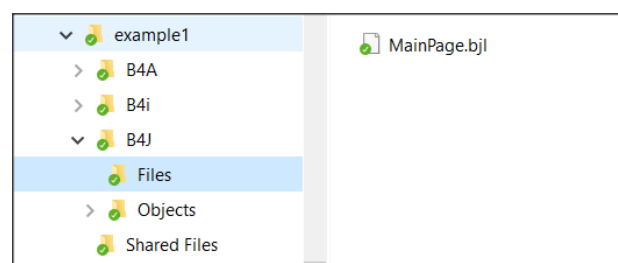 example1
B4A
B4i
B4J
Files
Objects
Shared Files
MainPage.bjl